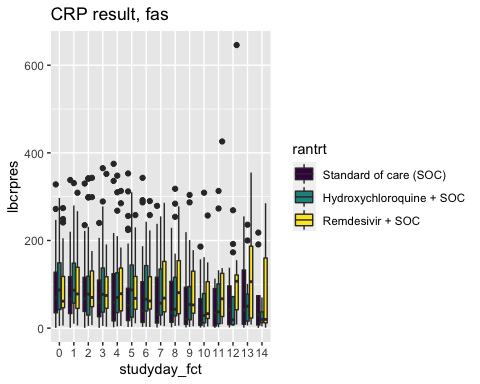 CRP result, fas
600
400
200
0
lbcrpres
0 1 2 3 4 5 6 7 8 9 10 11 12 13 14
studyday_fct
rantrt
Standard of care (SOC)
Hydroxychloroquine + SOC
Remdesivir + SOC